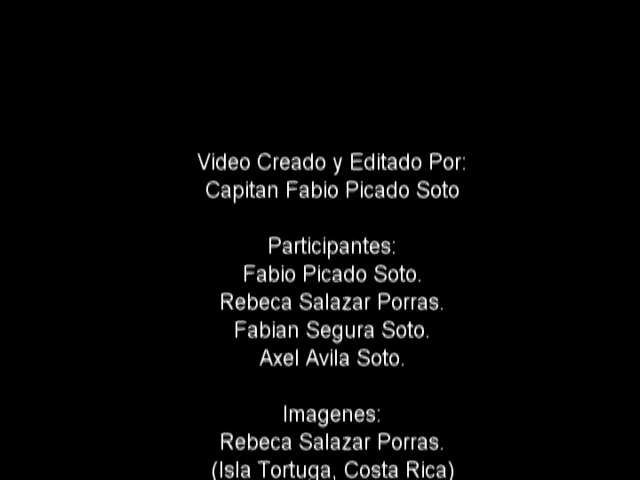 Video Creado y Editado Por:
Capitan Fabio Picado Soto
Participantes:
Fabio Picado Soto.
Rebeca Salazar Porras.
Fabian Segura Soto.
Axel Avila Soto.
Imagenes:
Rebeca Salazar Porras.
(Isla Tortuga, Costa Rica)